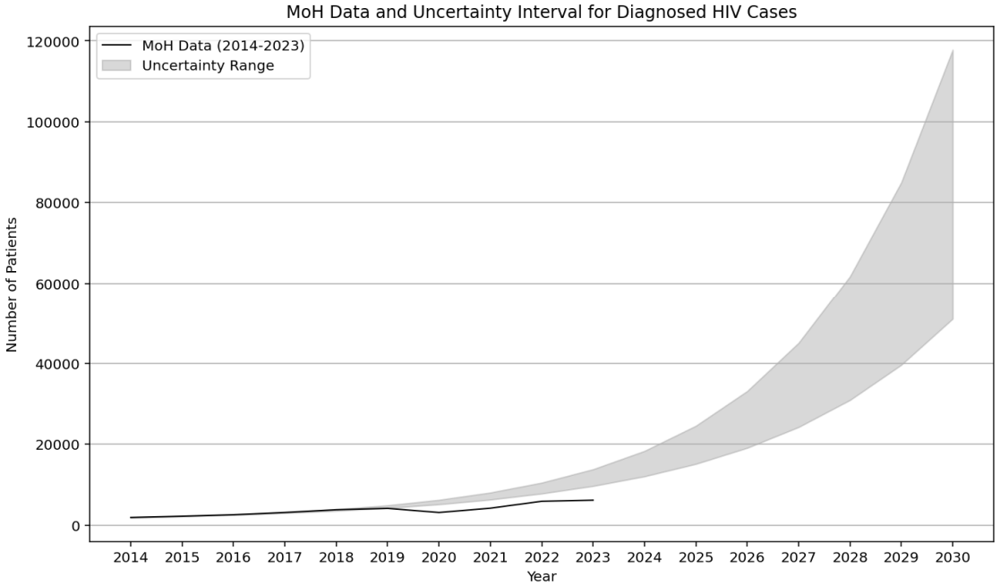 MoH Data and Uncertainty Interval for Diagnosed HIV Cases
MoH Data (2014-2023)
Uncertainty Range
120000
100000
80000
60000
40000
20000
0
Number of Patients
2014 2015 2016 2017 2018 2019 2020 2021 2022 2023 2024 2025 2026 2027 2028 2029 2030
Year